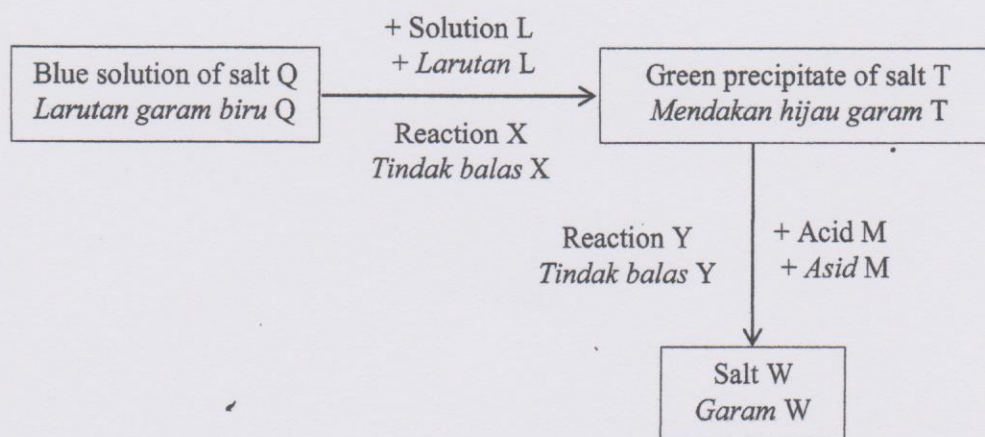 + Solution L
+ Larutan L
Blue solution of salt Q
Larutan garam biru Q
Reaction X
Tindak balas X
Green precipitate of salt T
Mendakan hijau garam T
Reaction Y
Tindak balas Y
+ Acid M
+ Asid M
Salt W
Garam W